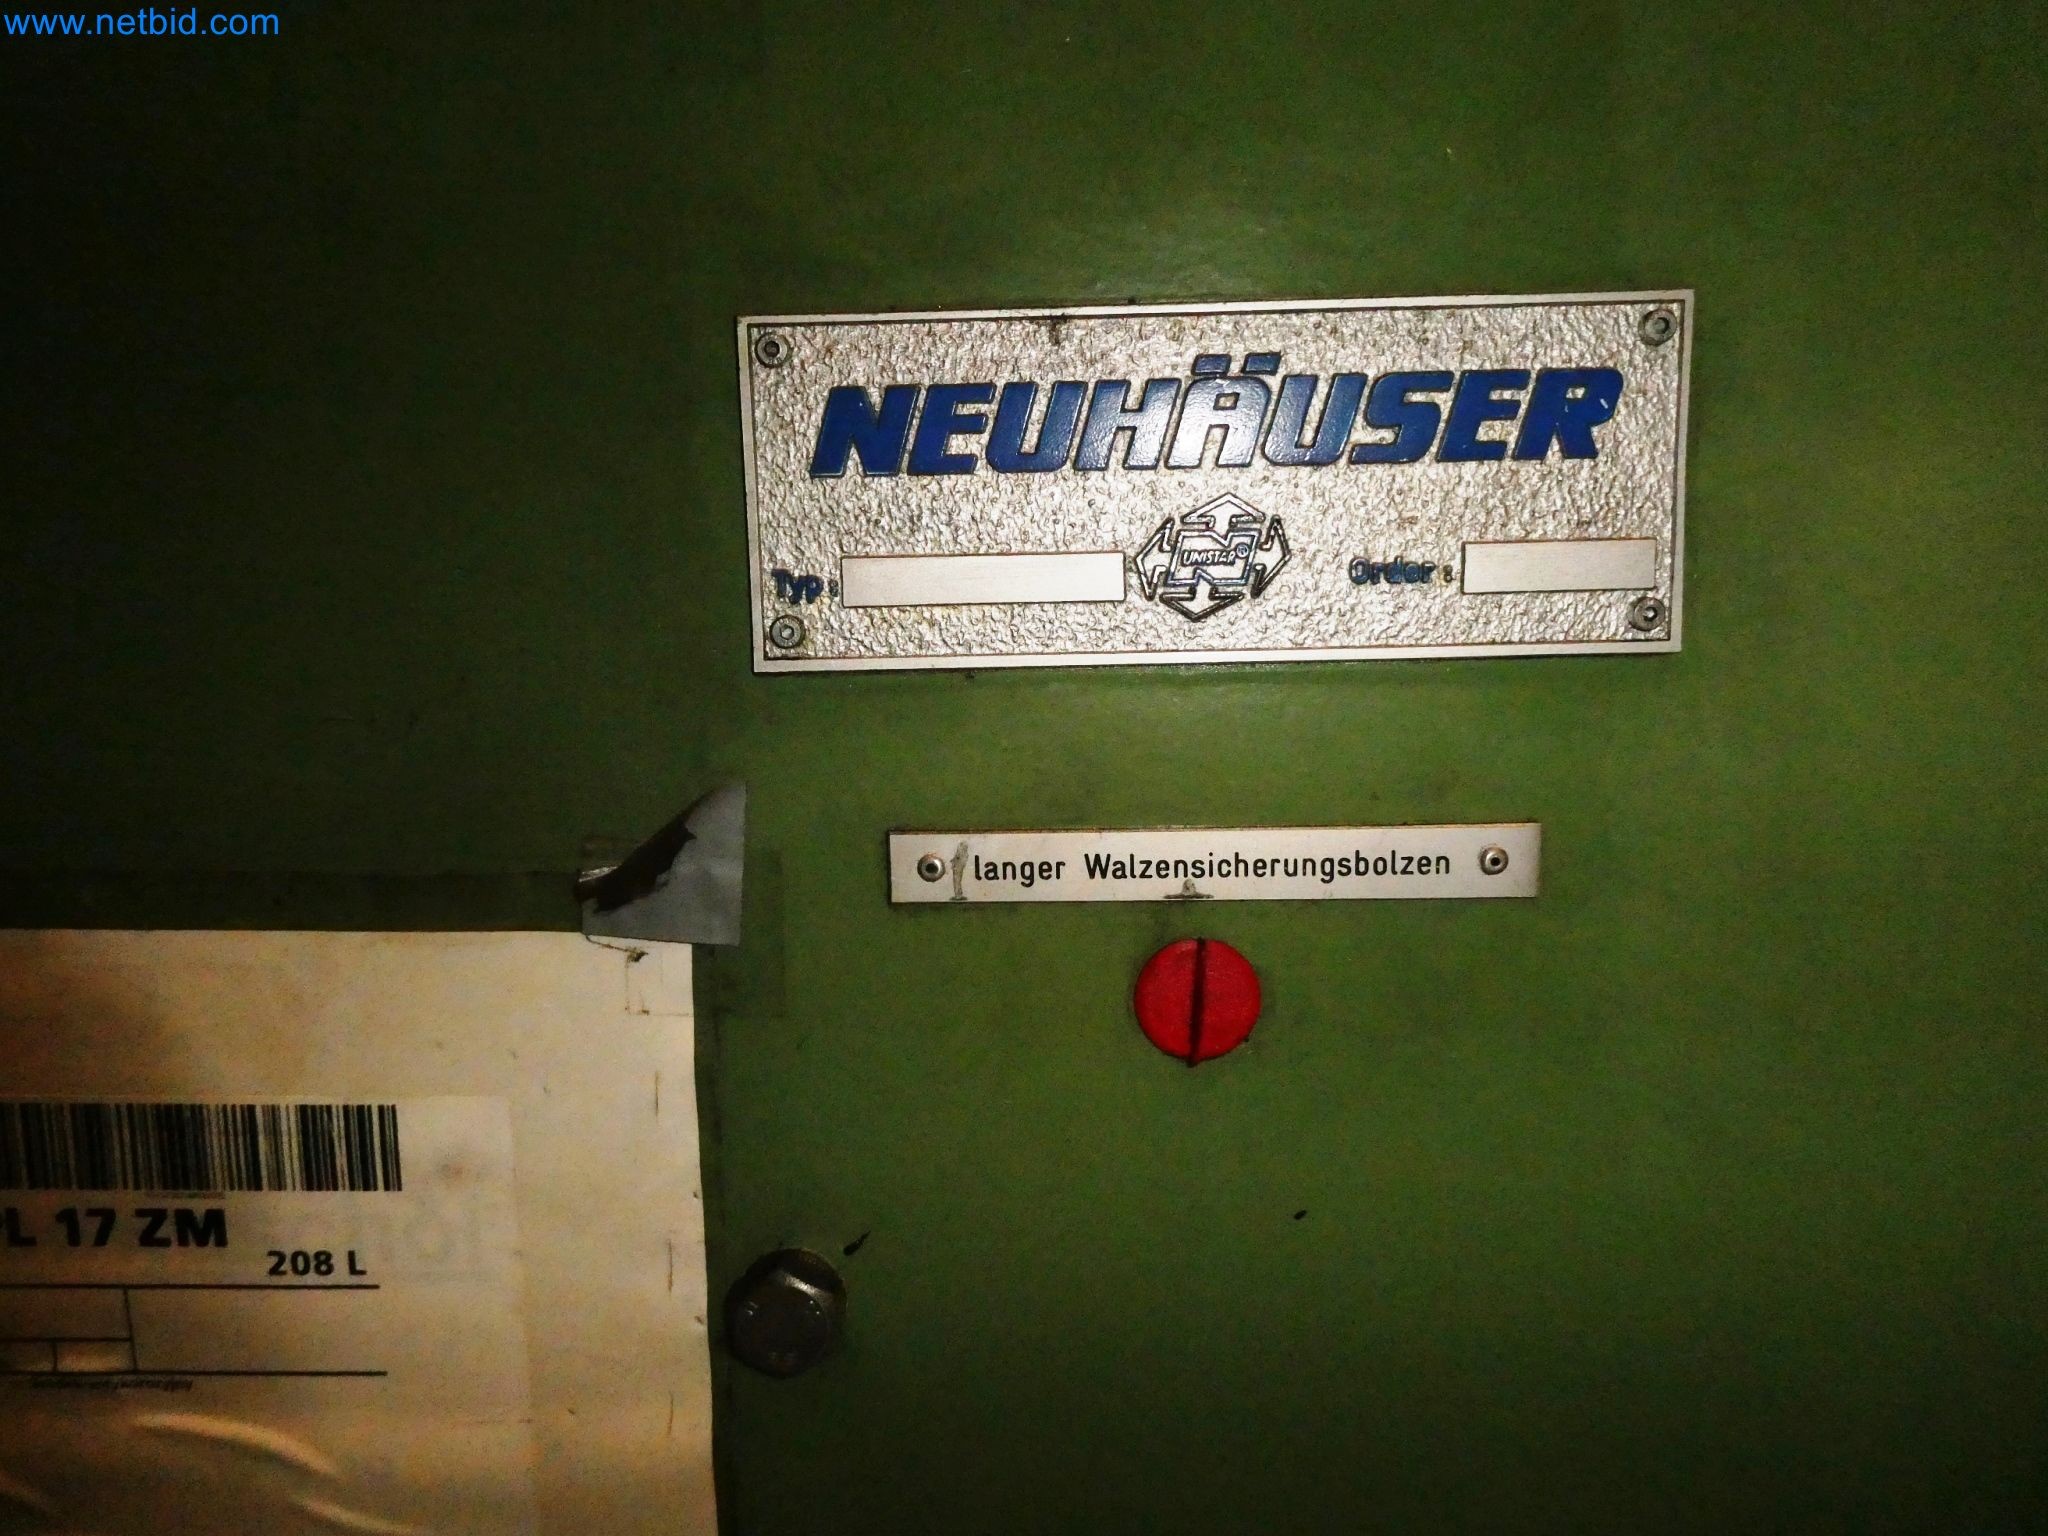 www.netbid.com
NEUHÄUSER
UNISTAR®
Typ :
Order :
langer Walzensicherungsbolzen
L 17 ZM
208 L